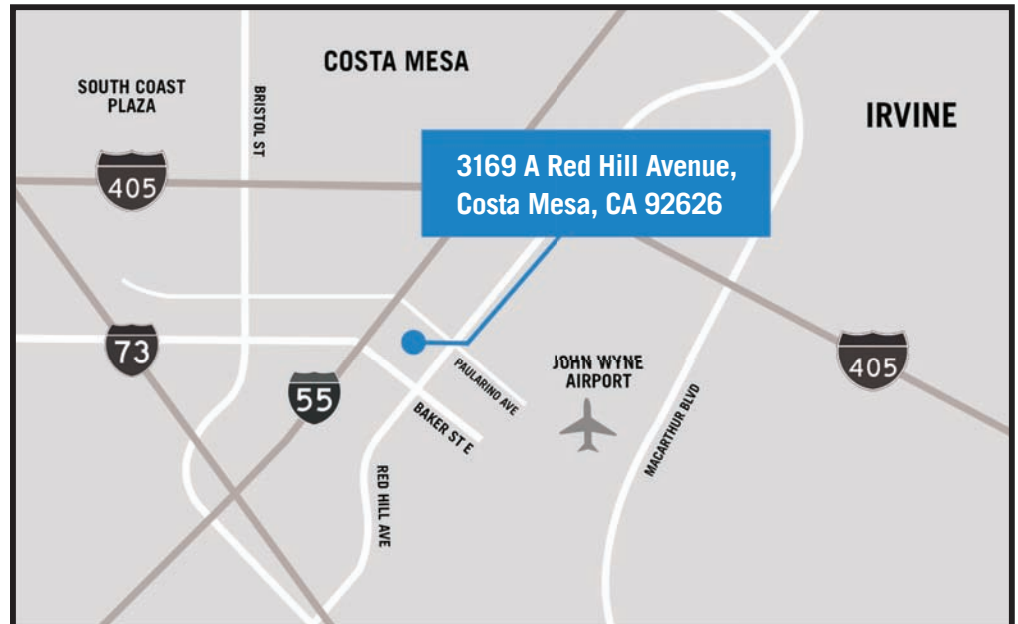 COSTA MESA
SOUTH COAST
PLAZA
BRISTOL ST
IRVINE
405
3169 A Red Hill Avenue,
Costa Mesa, CA 92626
73
55
PAULARINO AVE
JOHN WYNE
AIRPORT
405
BAKER ST E
MACARTHUR BLVD
RED HILL AVE